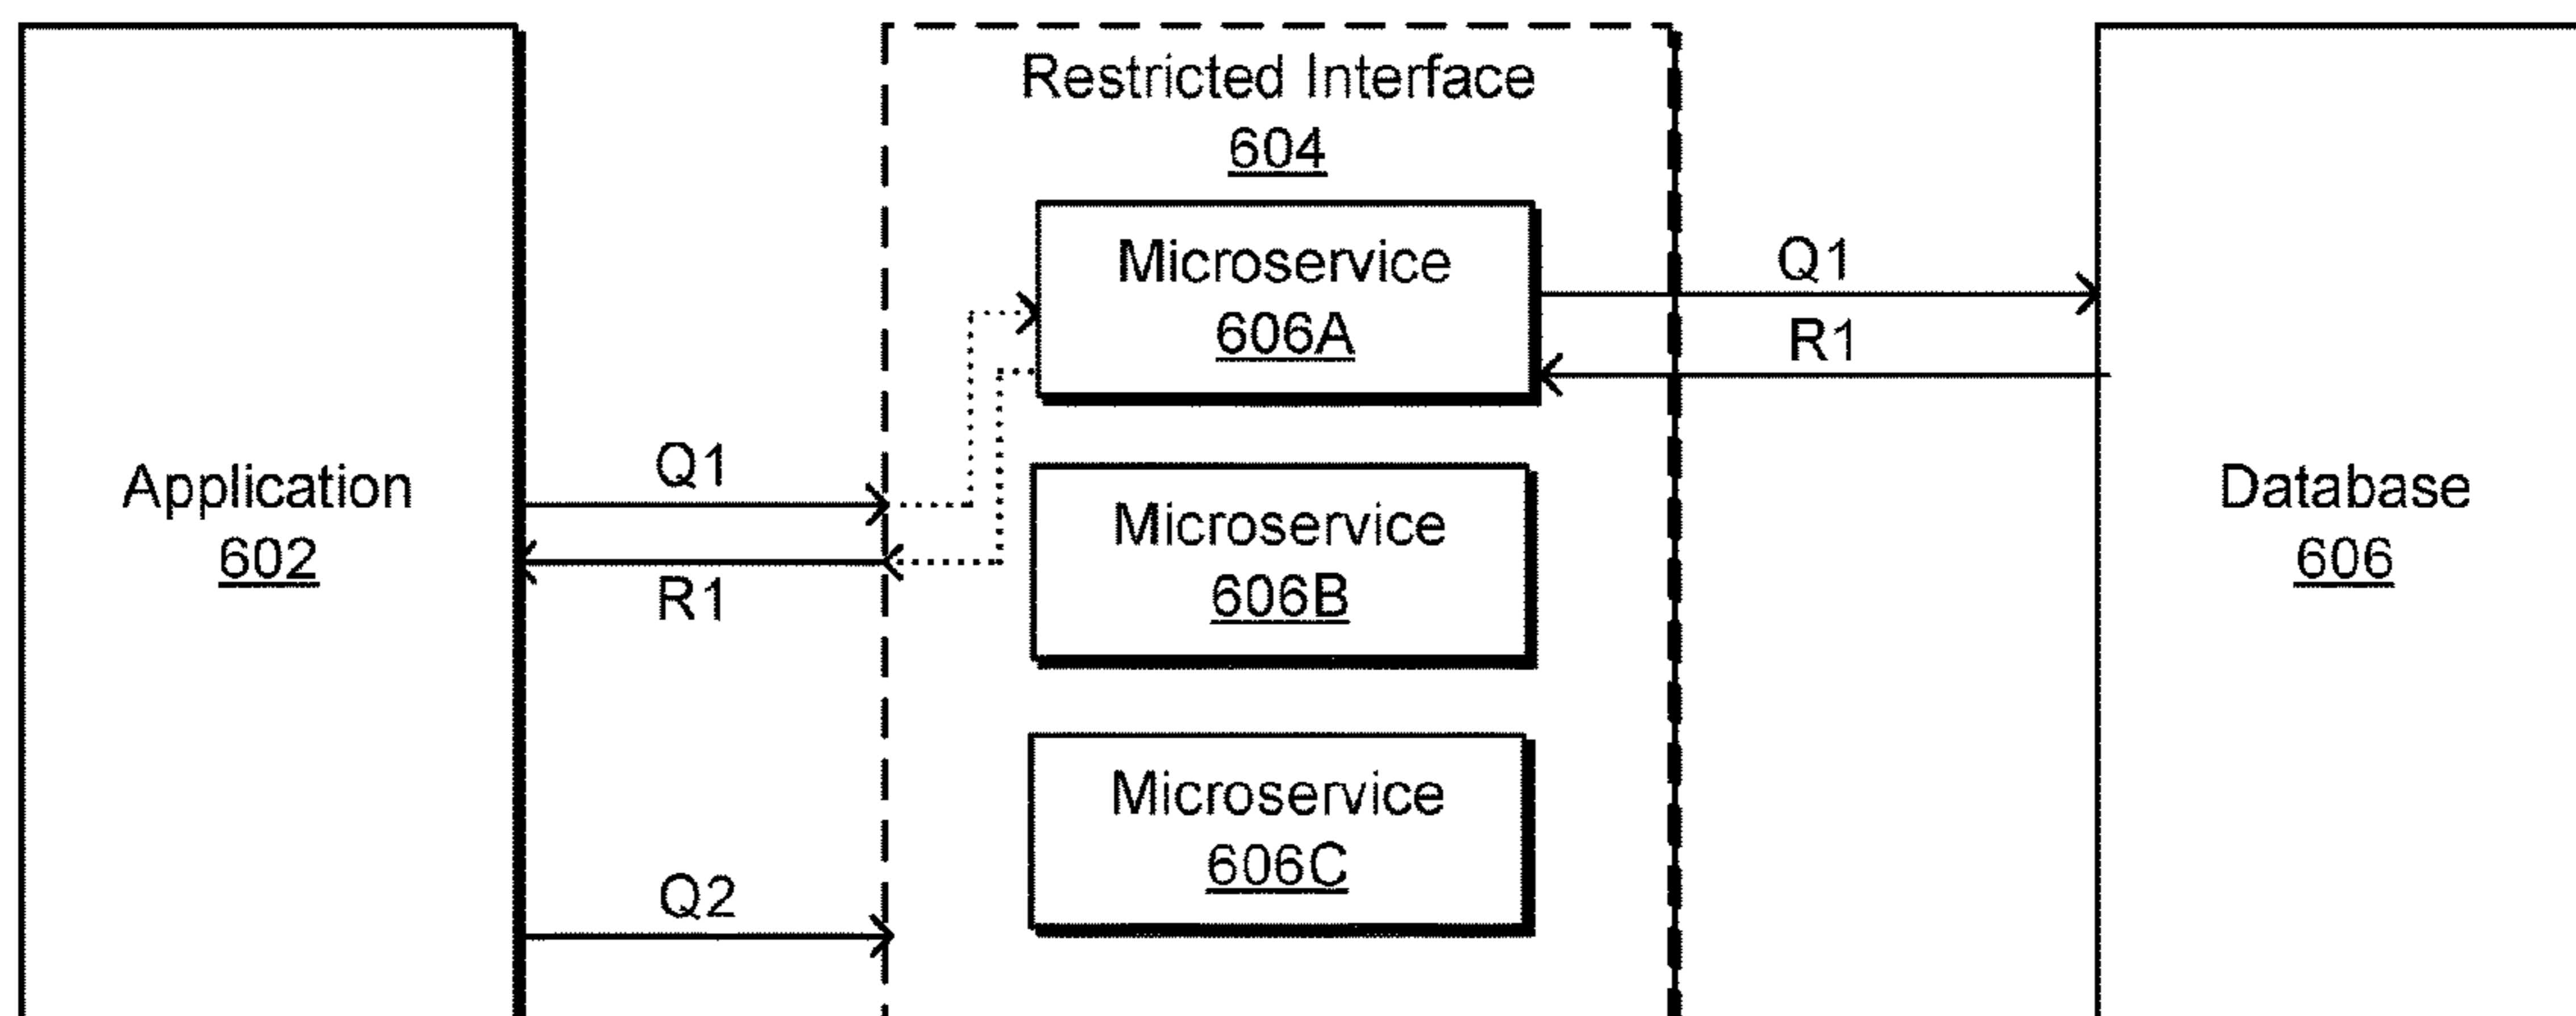 Restricted Interface
604
Microservice
606A
Q1
R1
Application
602
Q1
R1
Microservice
606B
Database
606
Microservice
606C
Q2